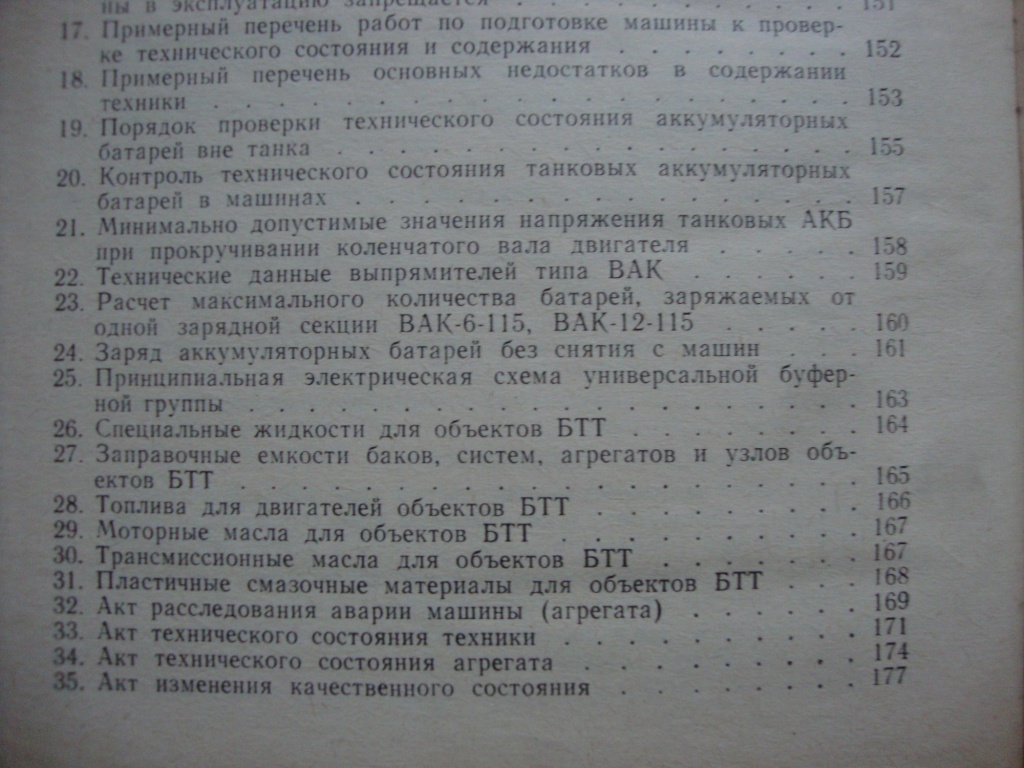 ны в эксплуатацию запрещается . . . . . . 151
17. Примерный перечень работ по подготовке машины к провер-
ке технического состояния и содержания . . . . . . . 152
18. Примерный перечень основных недостатков в содержании
техники . . . . . . . . . . . . . . . . . . 153
19. Порядок проверки технического состояния аккумуляторных
батарей вне танка . . . . . . . . . . . . . . 155
20. Контроль технического состояния танковых аккумуляторных
батарей в машинах . . . . . . . . . . . . . . 157
21. Минимально допустимые значения напряжения танковых АКБ
при прокручивании коленчатого вала двигателя . . . . . 158
22. Технические данные выпрямителей типа ВАК . . . . . . 159
23. Расчет максимального количества батарей, заряжаемых от
одной зарядной секции ВАК-6-115, ВАК-12-115 . . . . . 160
24. Заряд аккумуляторных батарей без снятия с машин . . . 161
25. Принципиальная электрическая схема универсальной буфер-
ной группы . . . . . . . . . . . . . . . . . 163
26. Специальные жидкости для объектов БТТ . . . . . . . . 164
27. Заправочные емкости баков, систем, агрегатов и узлов объ-
ектов БТТ . . . . . . . . . . . . . . . . . 165
28. Топлива для двигателей объектов БТТ . . . . . . . . 166
29. Моторные масла для объектов БТТ . . . . . . . . . 167
30. Трансмиссионные масла для объектов БТТ . . . . . . 167
31. Пластичные смазочные материалы для объектов БТТ . . . 168
32. Акт расследования аварии машины (агрегата) . . . . . . 169
33. Акт технического состояния техники . . . . . . . . . 171
34. Акт технического состояния агрегата . . . . . . . . 174
35. Акт изменения качественного состояния . . . . . . . 177